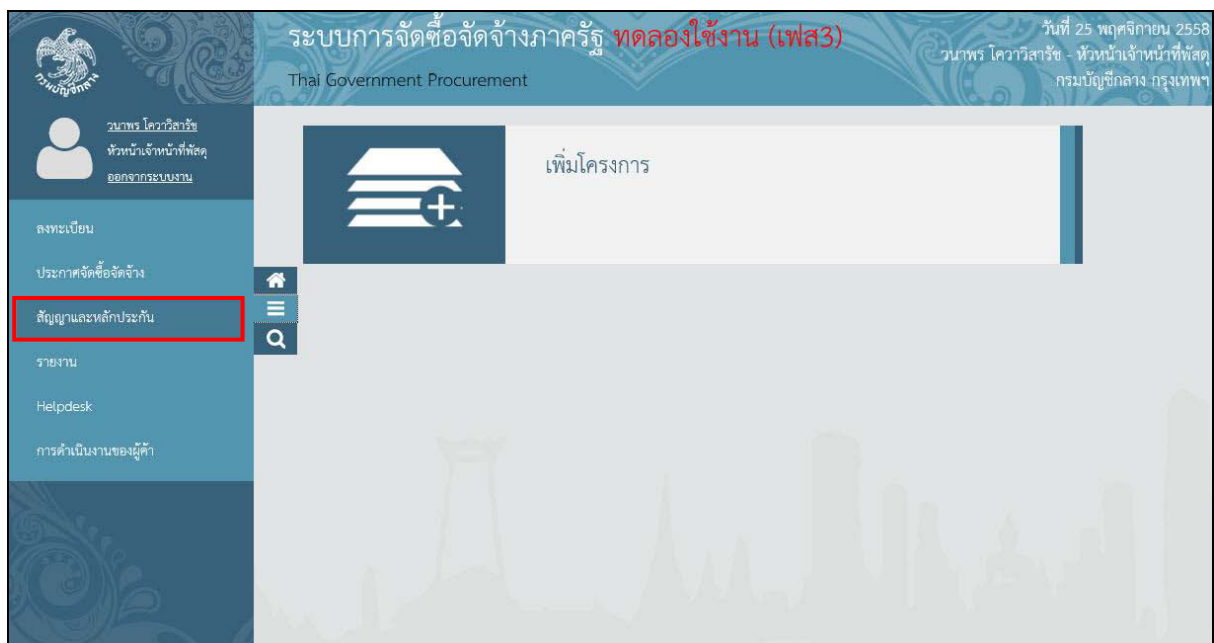 ระบบการจัดซื้อจัดจ้างภาครัฐ ทดลองใช้งาน (เฟส3)
Thai Government Procurement
วันที่ 25 พฤศจิกายน 2558
วนาพร โควาวิสารัช - หัวหน้าเจ้าหน้าที่พัสดุ
กรมบัญชีกลาง กรุงเทพฯ
กรมบัญชีกลาง
วนาพร โควาวิสารัช
หัวหน้าเจ้าหน้าที่พัสดุ
ออกจากระบบงาน
ลงทะเบียน
ประกาศจัดซื้อจัดจ้าง
สัญญาและหลักประกัน
รายงาน
Helpdesk
การดำเนินงานของผู้ค้า
เพิ่มโครงการ